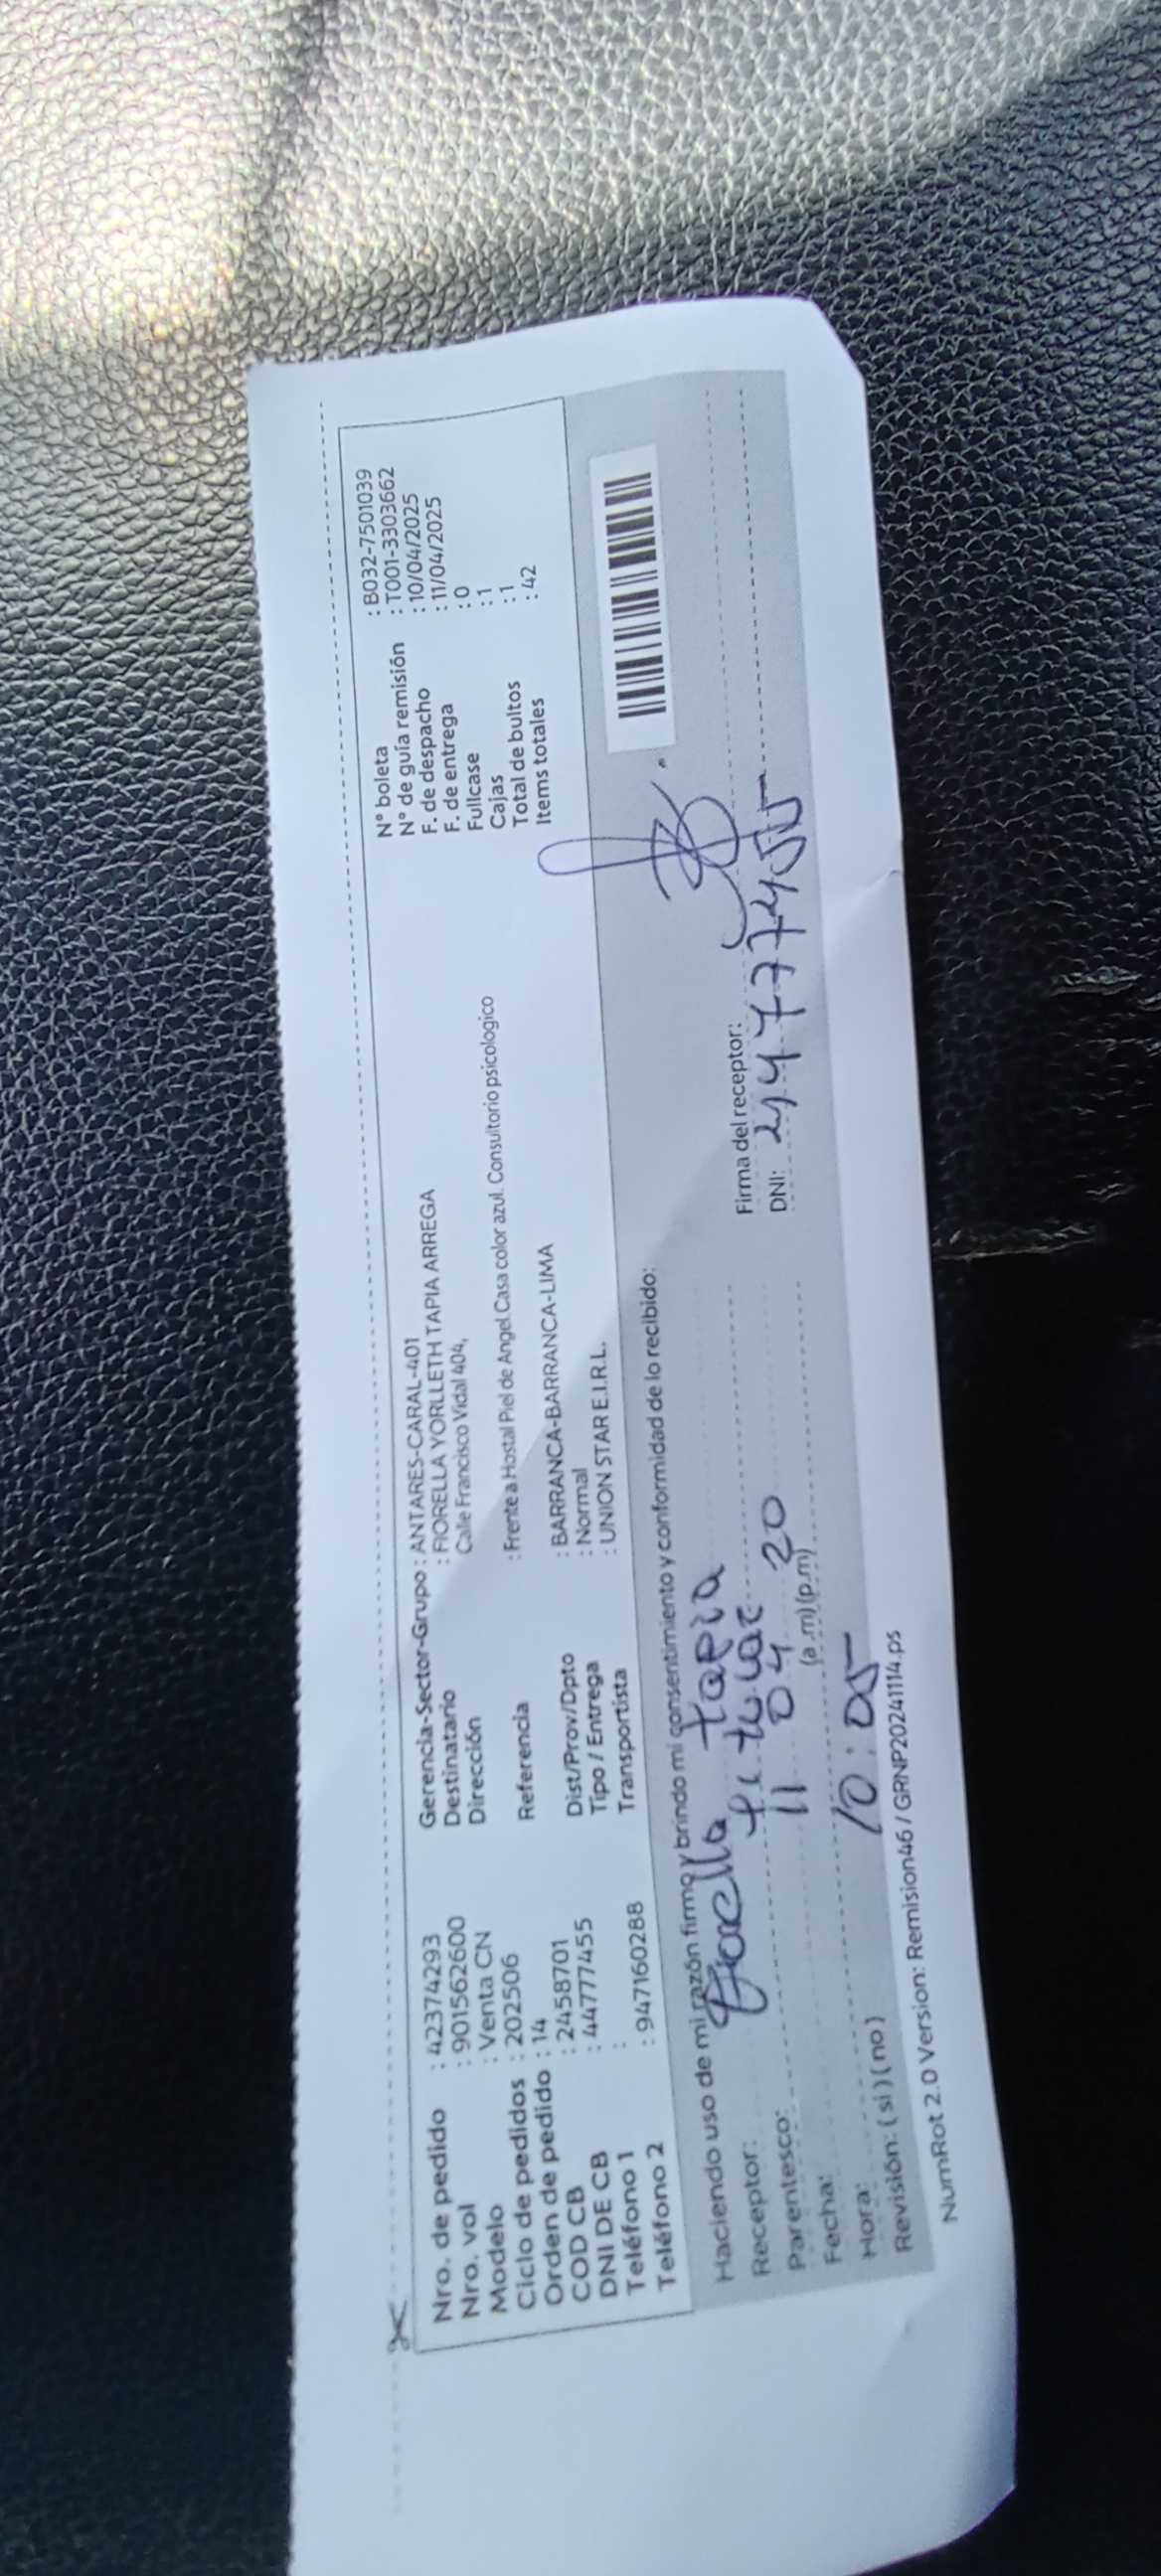 Nro. de pedido : 42374293
Nro. vol : 901562600
Modelo : Venta CN
Ciclo de pedidos : 202506
Orden de pedido : 14
COD CB : 2458701
DNI DE CB : 44777455
Teléfono 1 :
Teléfono 2 : 947160288
Gerencia-Sector-Grupo : ANTARES-CARAL-401
Destinatario : FIORELLA YORLLETH TAPIA ARREGA
Dirección Calle Francisco Vidal 404,
Referencia : Frente a Hostal Piel de Angel.Casa color azul. Consultorio psicologico
Dist/Prov/Dpto : BARRANCA-BARRANCA-LIMA
Tipo / Entrega : Normal
Transportista : UNION STAR E.I.R.L.
N° boleta : B032-7501039
N° de guía remisión : T001-3303662
F. de despacho : 10/04/2025
F. de entrega : 11/04/2025
Fullcase : 0
Cajas : 1
Total de bultos : 1
Items totales : 42
Haciendo uso de mi razón firmo y brindo mi consentimiento y conformidad de lo recibido:
Receptor: Fiorella tapia
Parentesco: titular
Fecha: 11 04 20
Hora: 10:05 (a.m)(p.m)
Revisión: ( si ) ( no )
Firma del receptor:
DNI: 44777455
NumRot 2.0 Version: Remision46 / GRNP20241114.ps